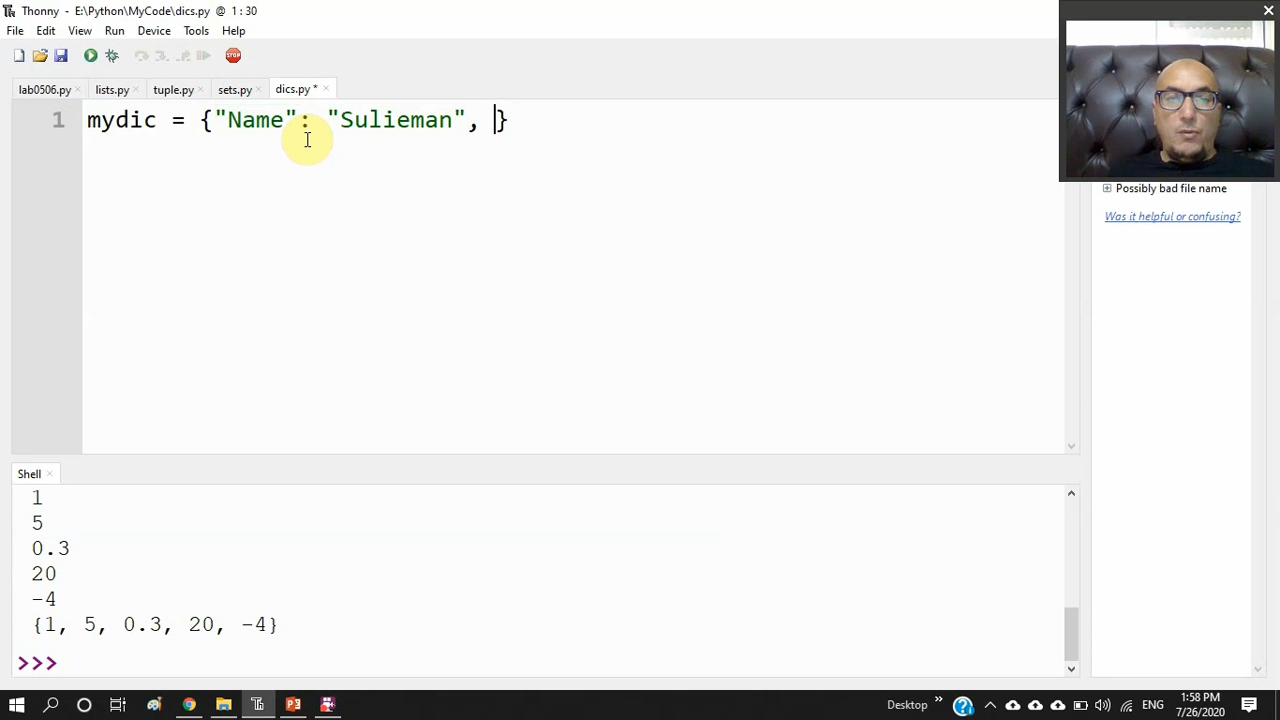 Thonny - E:\Python\MyCode\dics.py @ 1 : 30
File Edit View Run Device Tools Help
STOP
lab0506.py × lists.py × tuple.py × sets.py × dics.py * ×
1 mydic = {"Name": "Sulieman", }
Possibly bad file name
Was it helpful or confusing?
Shell ×
1
5
0.3
20
-4
{1, 5, 0.3, 20, -4}
>>>
Desktop » ENG 1:58 PM
7/26/2020